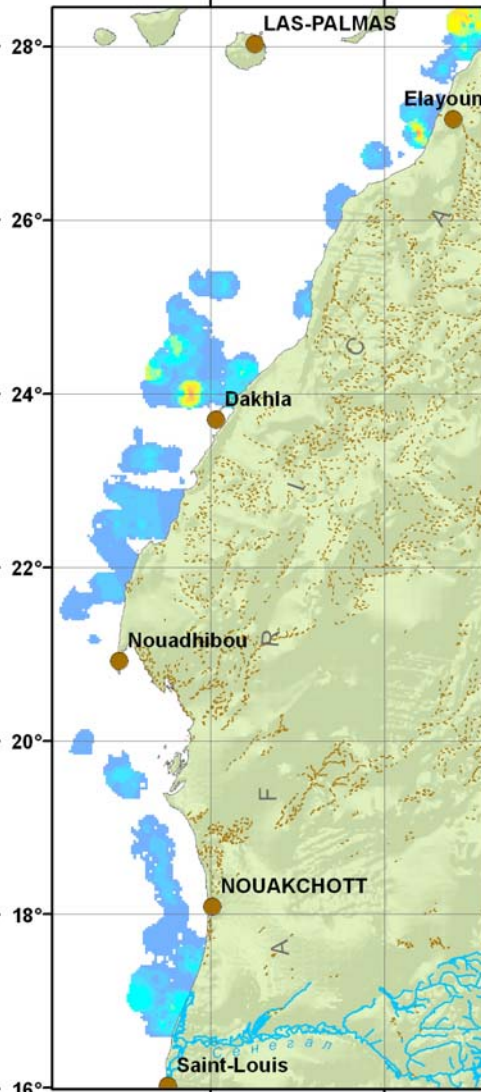 LAS-PALMAS
28°
Elayoun
26°
A
C
24°
Dakhla
I
22°
Nouadhibou
R
20°
F
NOUAKCHOTT
18°
A
Сенегал
Saint-Louis
16°